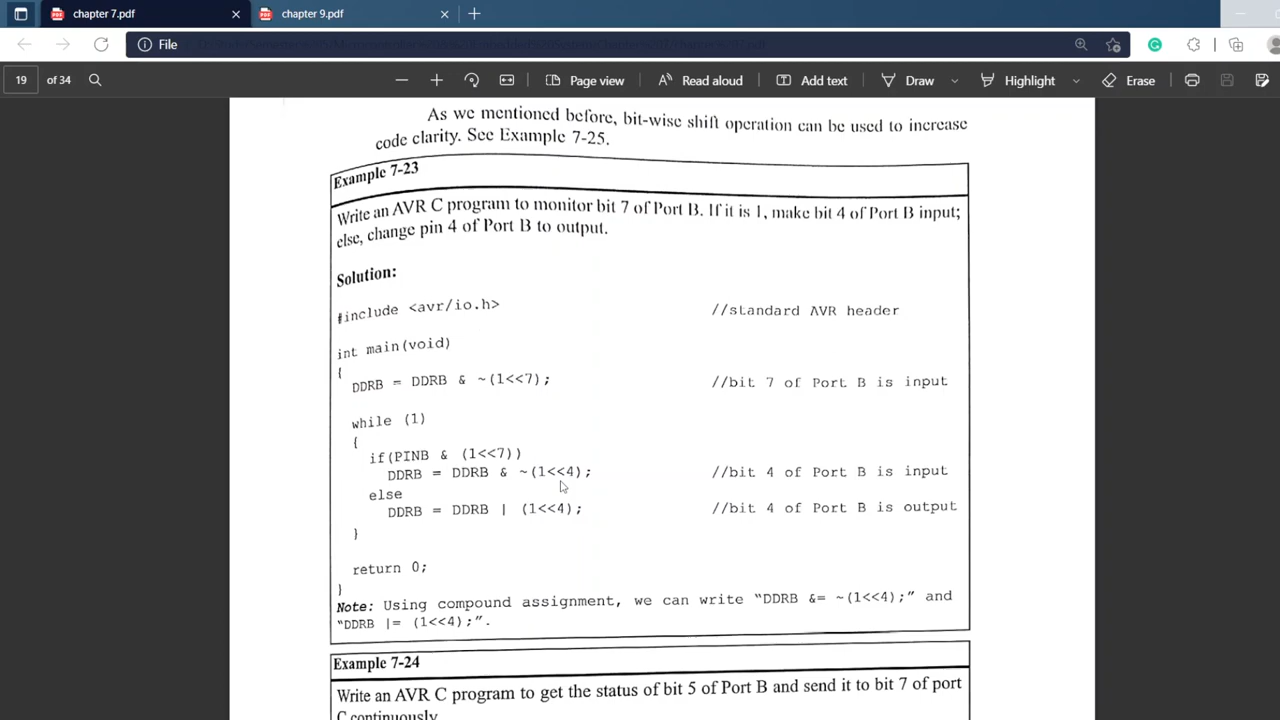 chapter 7.pdf
chapter 9.pdf
File
19 of 34
Page view
Read aloud
Add text
Draw
Highlight
Erase
As we mentioned before, bit-wise shift operation can be used to increase
code clarity. See Example 7-25.
Example 7-23
Write an AVR C program to monitor bit 7 of Port B. If it is 1, make bit 4 of Port B input;
else, change pin 4 of Port B to output.
Solution:
#include <avr/io.h> //standard AVR header
int main(void)
{
DDRB = DDRB & ~(1<<7); //bit 7 of Port B is input
while (1)
{
if(PINB & (1<<7))
DDRB = DDRB & ~(1<<4); //bit 4 of Port B is input
else
DDRB = DDRB | (1<<4); //bit 4 of Port B is output
}
return 0;
}
Note: Using compound assignment, we can write "DDRB &= ~(1<<4);" and
"DDRB |= (1<<4);".
Example 7-24
Write an AVR C program to get the status of bit 5 of Port B and send it to bit 7 of port
C continuously.